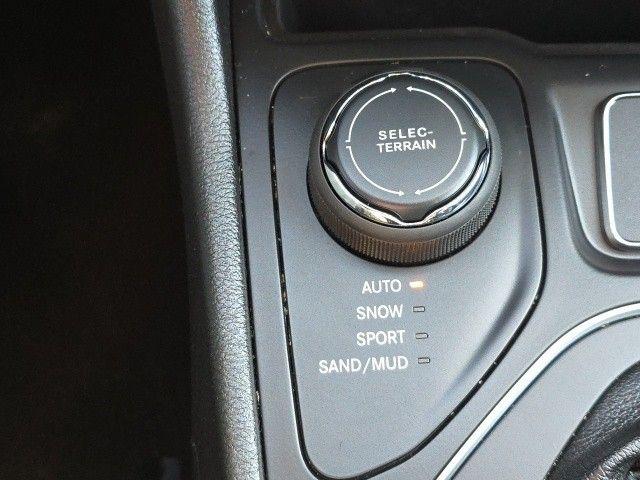 SELEC-
TERRAIN
AUTO
SNOW
SPORT
SAND/MUD